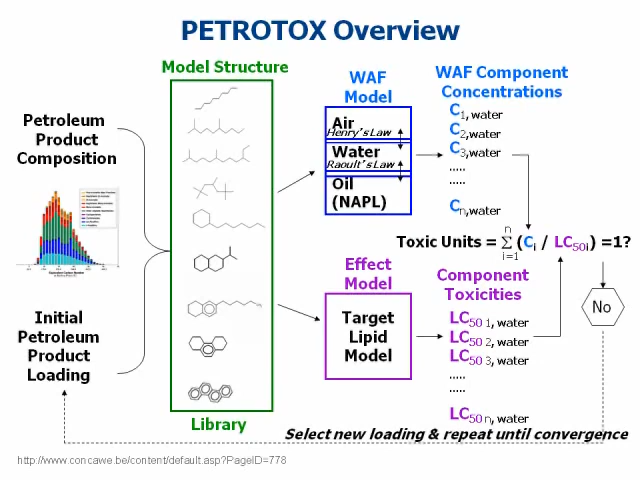 PETROTOX Overview
Model Structure
Petroleum
Product
Composition
Initial
Petroleum
Product
Loading
Library
WAF
Model
Air
Henry's Law
Water
Raoult's Law
Oil
(NAPL)
WAF Component
Concentrations
C1,water
C2,water
C3,water
.....
.....
Cn,water
Toxic Units = Σ (Ci / LC50i) =1?
n
i=1
Effect
Model
Target
Lipid
Model
Component
Toxicities
LC50 1, water
LC50 2, water
LC50 3, water
.....
.....
LC50 n, water
No
Select new loading & repeat until convergence
http://www.concawe.be/content/default.asp?PageID=778